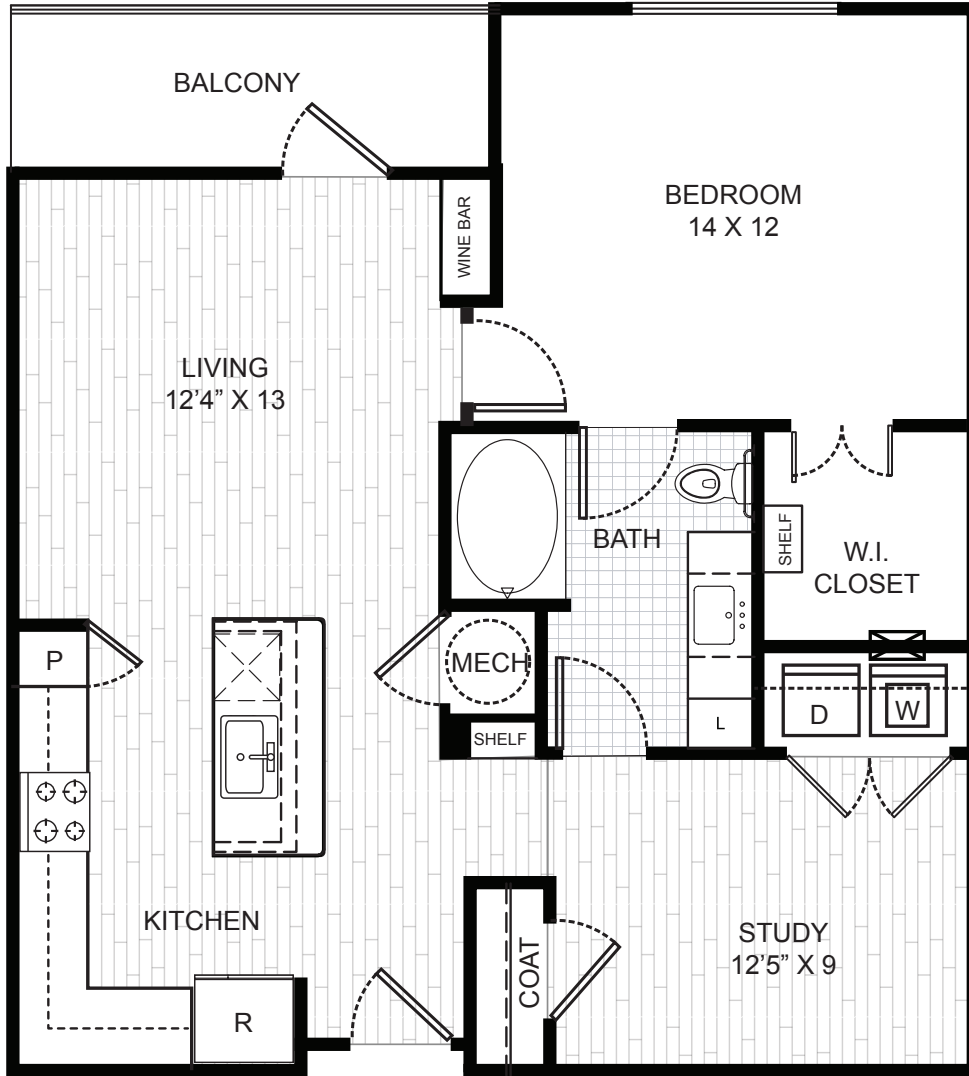 BALCONY
BEDROOM
14 X 12
WINE BAR
LIVING
12’4” X 13
BATH
SHELF
W.I.
CLOSET
P
MECH
D
W
L
SHELF
KITCHEN
STUDY
12’5” X 9
COAT
R